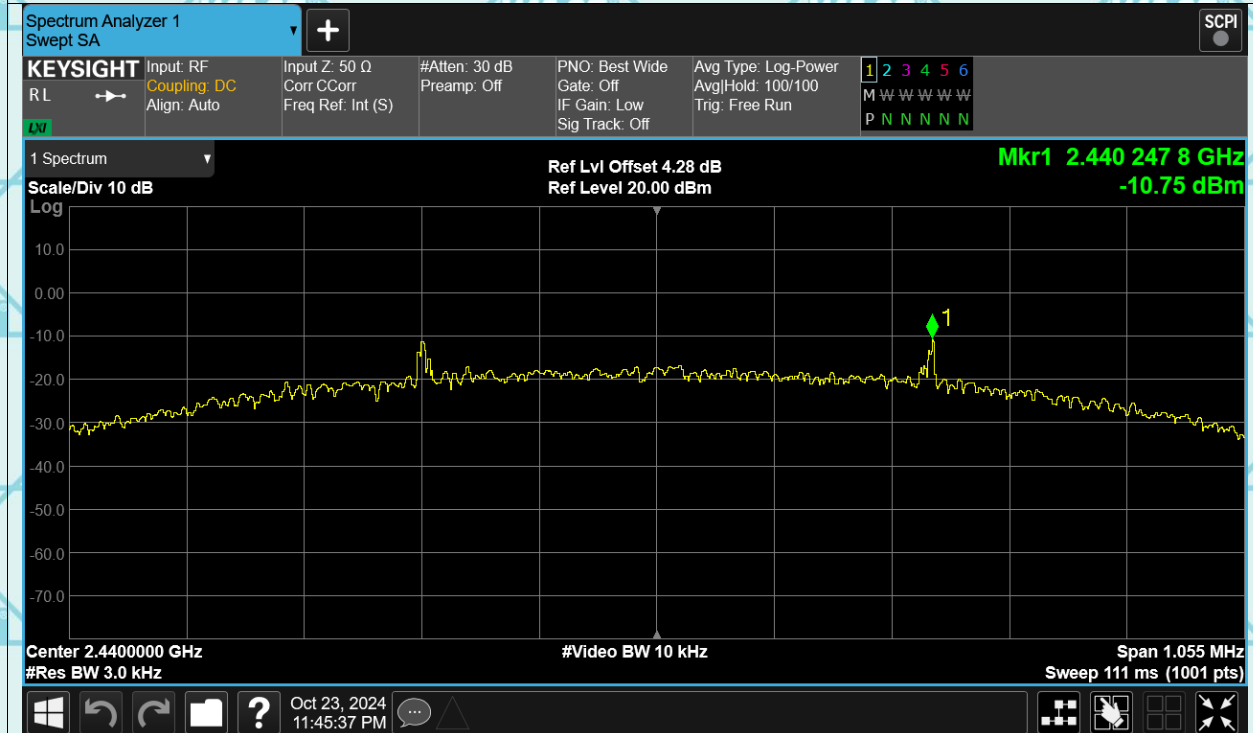 Spectrum Analyzer 1
Swept SA
+
SCPI
KEYSIGHT
R L
LXI
Input: RF
Coupling: DC
Align: Auto
Input Z: 50 Ω
Corr CCorr
Freq Ref: Int (S)
#Atten: 30 dB
Preamp: Off
PNO: Best Wide
Gate: Off
IF Gain: Low
Sig Track: Off
Avg Type: Log-Power
Avg|Hold: 100/100
Trig: Free Run
1 2 3 4 5 6
M W W W W W
P N N N N N N
1 Spectrum
Scale/Div 10 dB
Log
Ref Lvl Offset 4.28 dB
Ref Level 20.00 dBm
Mkr1 2.440 247 8 GHz
-10.75 dBm
10.0
0.00
-10.0
-20.0
-30.0
-40.0
-50.0
-60.0
-70.0
1
Center 2.4400000 GHz
#Res BW 3.0 kHz
#Video BW 10 kHz
Span 1.055 MHz
Sweep 111 ms (1001 pts)
?
Oct 23, 2024
11:45:37 PM